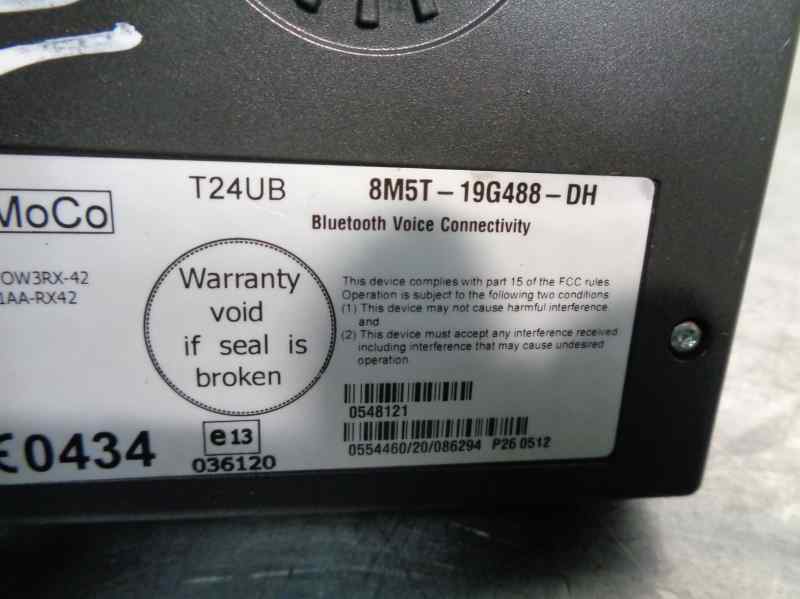 T24UB 8M5T-19G488-DH
MoCo
Bluetooth Voice Connectivity
OW3RX-42
1AA-RX42
Warranty
void
if seal is
broken
This device complies with part 15 of the FCC rules.
Operation is subject to the following two conditions
(1) This device may not cause harmful interference
and
(2) This device must accept any interference received
including interference that may cause undesired
operation.
0548121
0554460/20/086294 P26 0512
C€0434
e13
036120